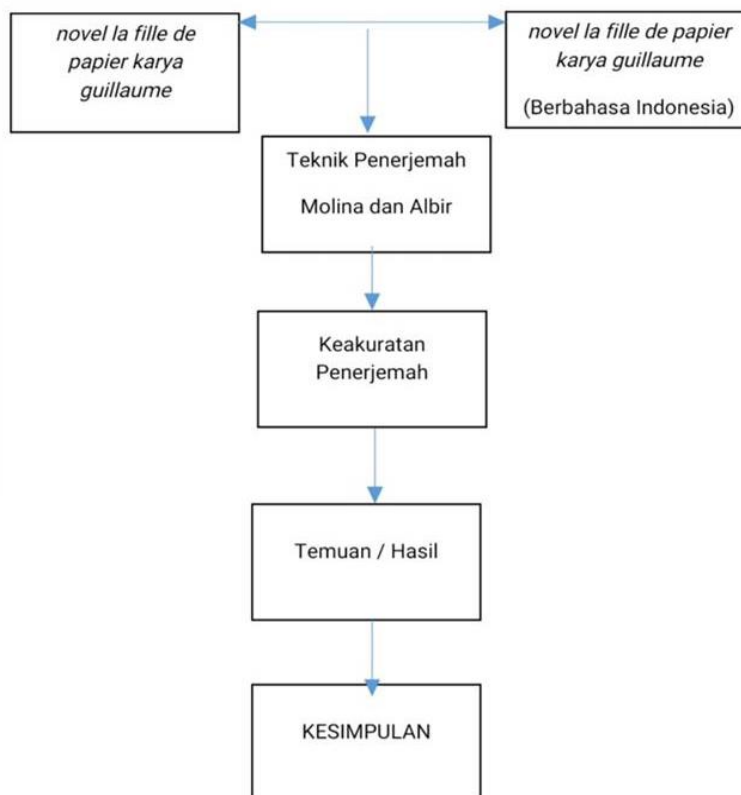 novel la fille de
papier karya
guillaume
novel la fille de papier
karya guillaume
(Berbahasa Indonesia)
Teknik Penerjemah
Molina dan Albir
Keakuratan
Penerjemah
Temuan / Hasil
KESIMPULAN